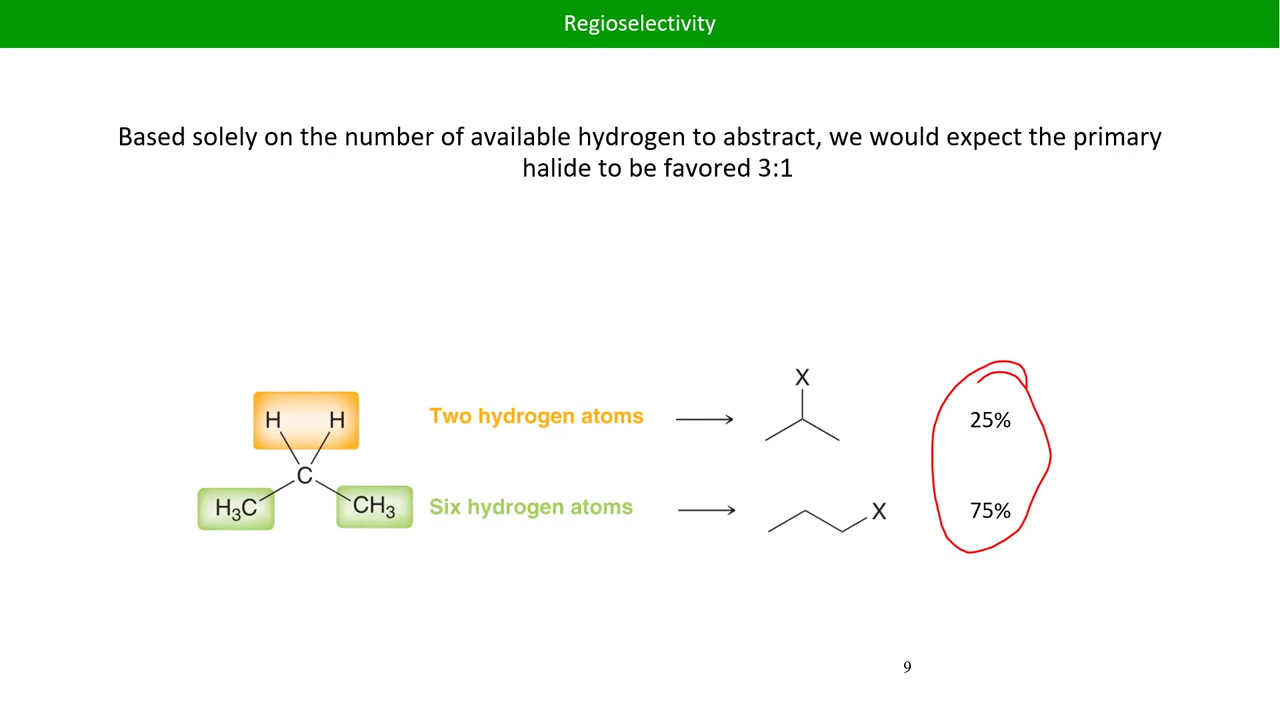 Regioselectivity
Based solely on the number of available hydrogen to abstract, we would expect the primary
halide to be favored 3:1
X
H H Two hydrogen atoms 25%
C
H₃C CH₃ Six hydrogen atoms X 75%
9